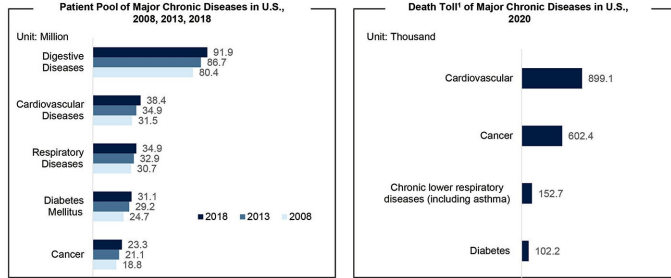 Patient Pool of Major Chronic Diseases in U.S.,
2008, 2013, 2018
Unit: Million
Digestive
Diseases
91.9
86.7
80.4
Cardiovascular
Diseases
38.4
34.9
31.5
Respiratory
Diseases
34.9
32.9
30.7
Diabetes
Mellitus
31.1
29.2
24.7
2018 2013 2008
Cancer
23.3
21.1
18.8
Death Toll¹ of Major Chronic Diseases in U.S.,
2020
Unit: Thousand
Cardiovascular
899.1
Cancer
602.4
Chronic lower respiratory
diseases (including asthma)
152.7
Diabetes
102.2